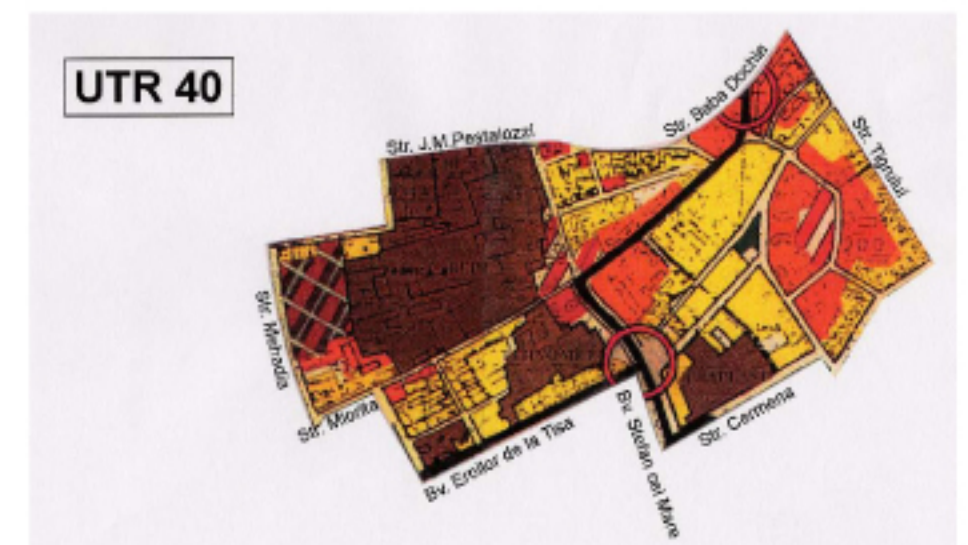 UTR 40
Str. J.M.Pestalozzi
Str. Baba Dochia
Str. Tigrului
Str. Mehadia
Str. Miorita
Bv. Eroilor de la Tisa
Bv. Stefan cel Mare
Str. Carmena